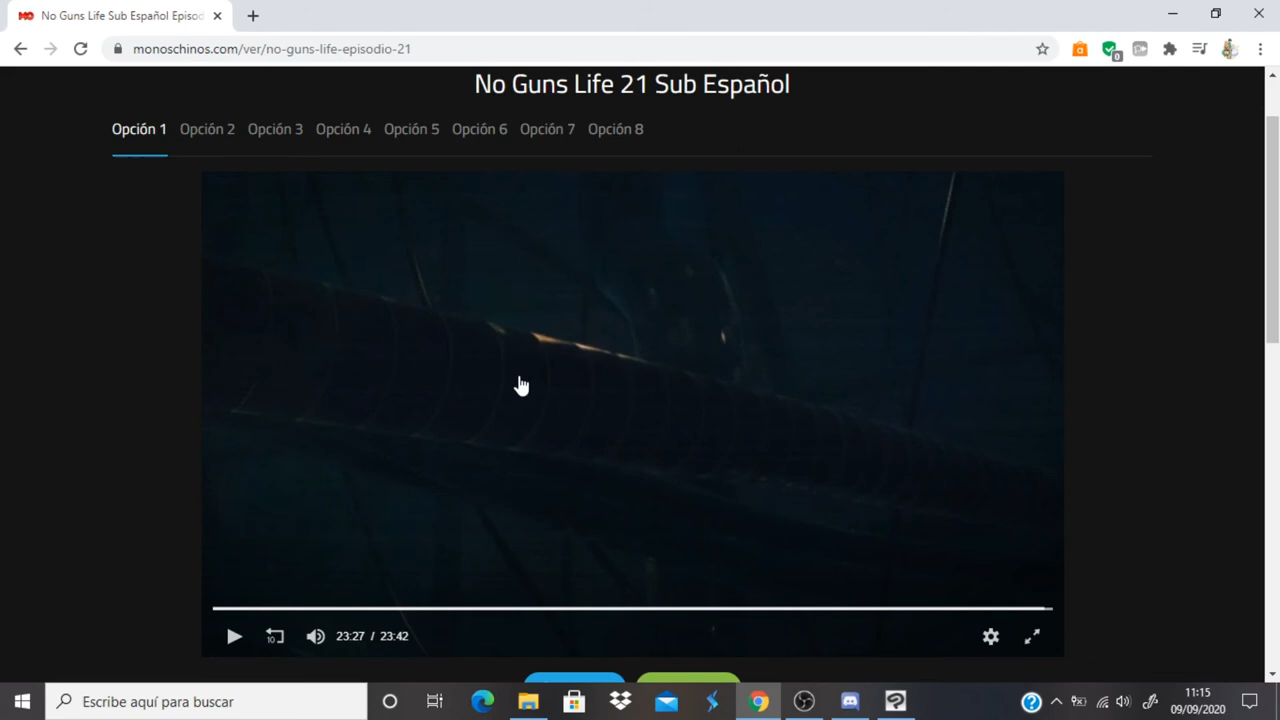 No Guns Life Sub Español Episod
monoschinos.com/ver/no-guns-life-episodio-21
0
No Guns Life 21 Sub Español
Opción 1 Opción 2 Opción 3 Opción 4 Opción 5 Opción 6 Opción 7 Opción 8
10 23:27 / 23:42
Escribe aquí para buscar
11:15
09/09/2020